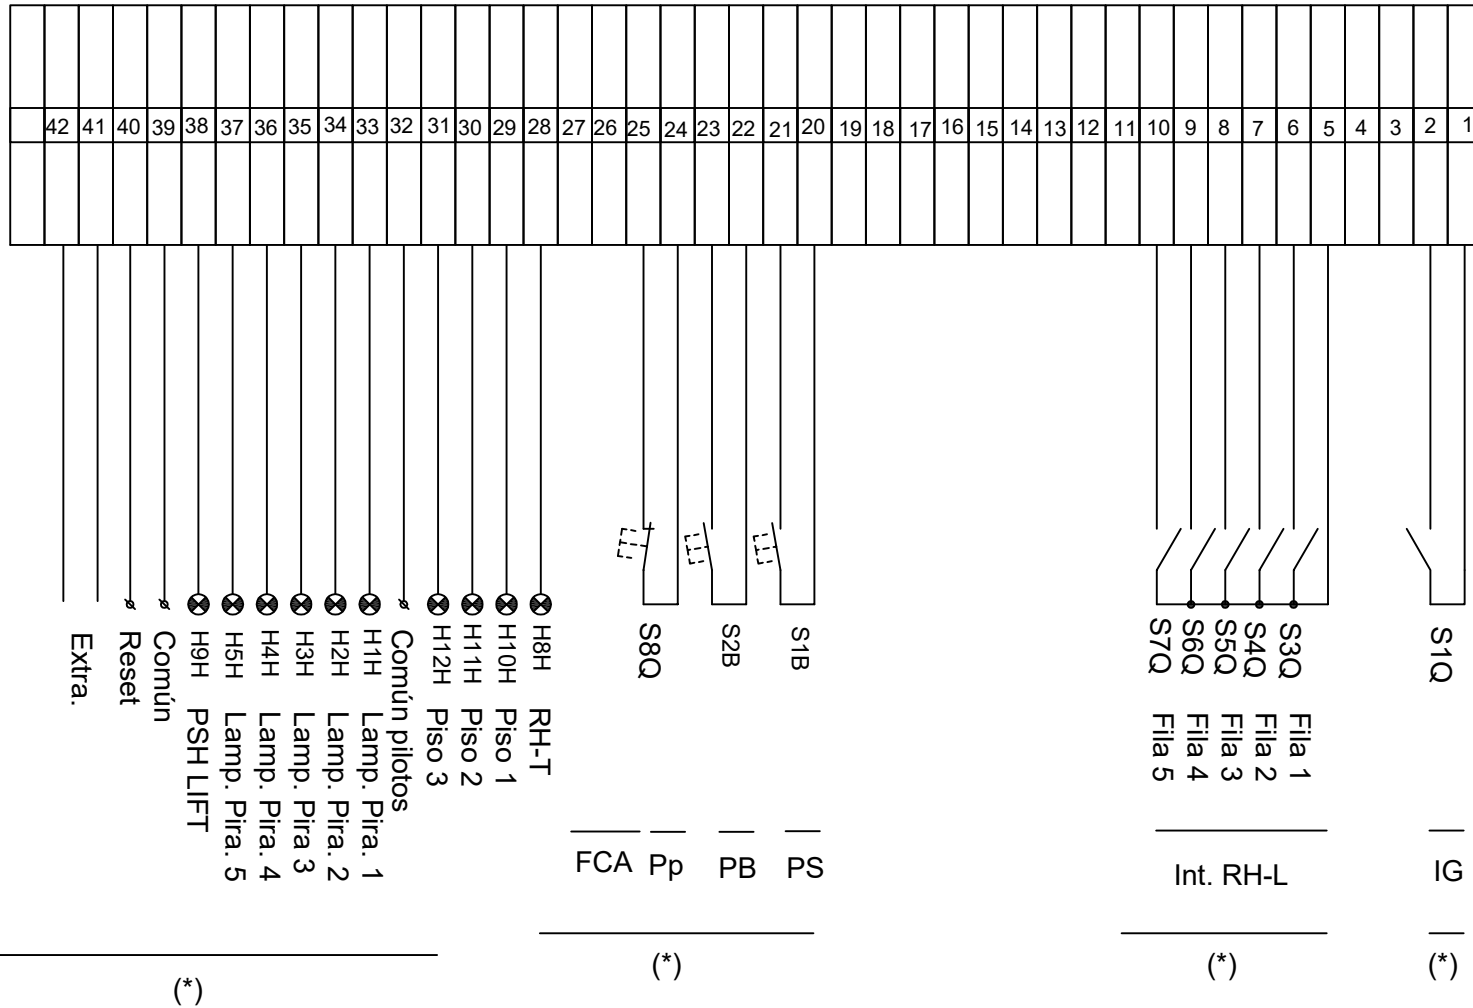 42 41 40 39 38 37 36 35 34 33 32 31 30 29 28 27 26 25 24 23 22 21 20 19 18 17 16 15 14 13 12 11 10 9 8 7 6 5 4 3 2 1
Extra.
Reset
Común
H9H PSH LIFT
H5H Lamp. Pira. 5
H4H Lamp. Pira. 4
H3H Lamp. Pira 3
H2H Lamp. Pira. 2
H1H Lamp. Pira. 1
Común pilotos
H12H Piso 3
H11H Piso 2
H10H Piso 1
H8H RH-T
S8Q
S2B
S1B
S7Q Fila 5
S6Q Fila 4
S5Q Fila 3
S4Q Fila 2
S3Q Fila 1
S1Q
FCA Pp PB PS
Int. RH-L
IG
(*)
(*)
(*)
(*)